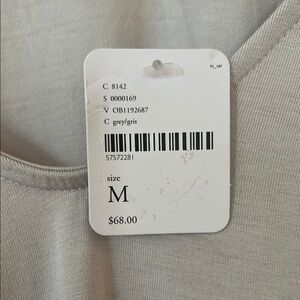 FL_187
C 8142
S 0000169
V OB1192687
C grey/gris
57572281
size
M
$68.00